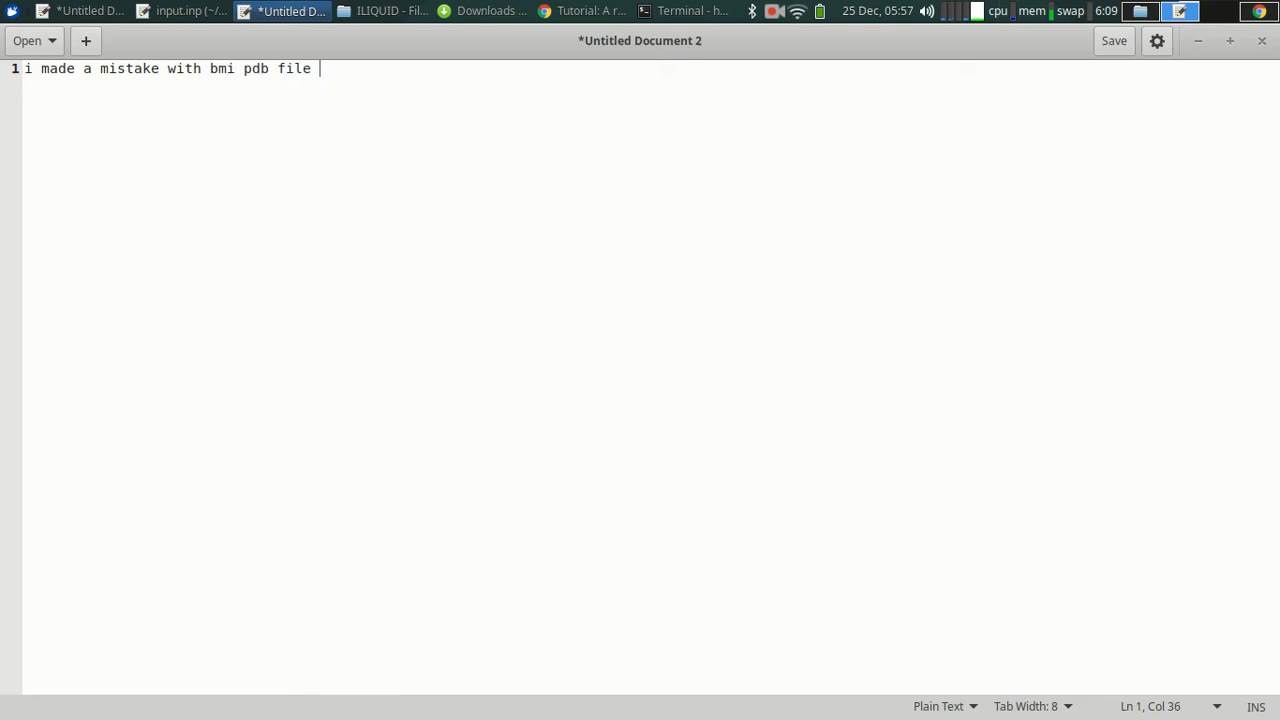 *Untitled D... input.inp (~/... *Untitled D... ILIQUID - Fil... Downloads ... Tutorial: A r... Terminal - h... 25 Dec, 05:57 cpu mem swap 6:09
Open + *Untitled Document 2 Save
1 i made a mistake with bmi pdb file
Plain Text Tab Width: 8 Ln 1, Col 36 INS